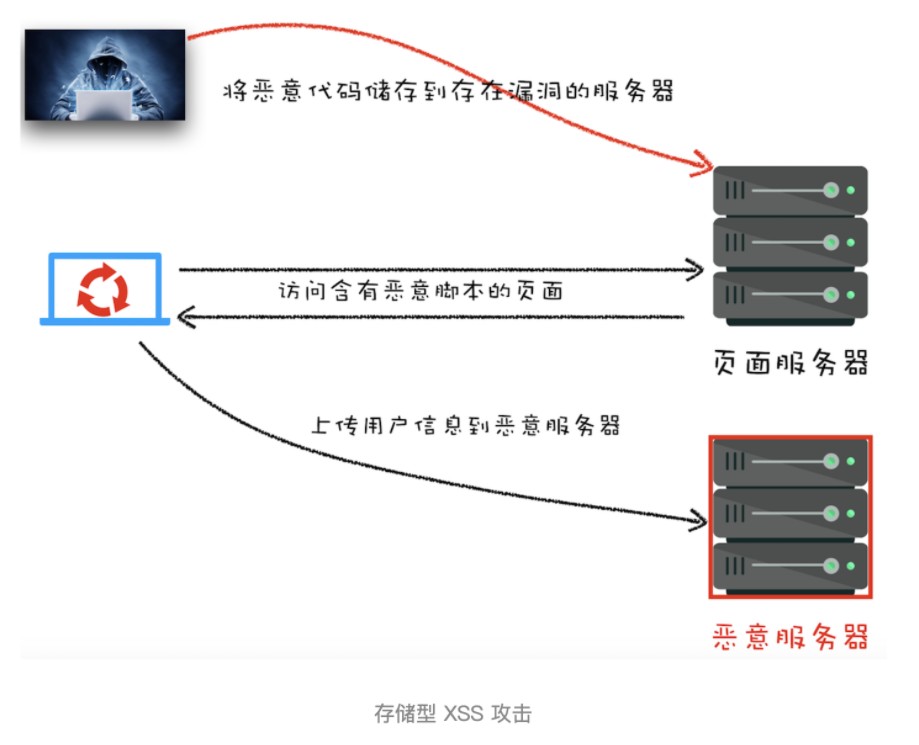 将恶意代码储存到存在漏洞的服务器
访问含有恶意脚本的页面
页面服务器
上传用户信息到恶意服务器
恶意服务器
存储型 XSS 攻击